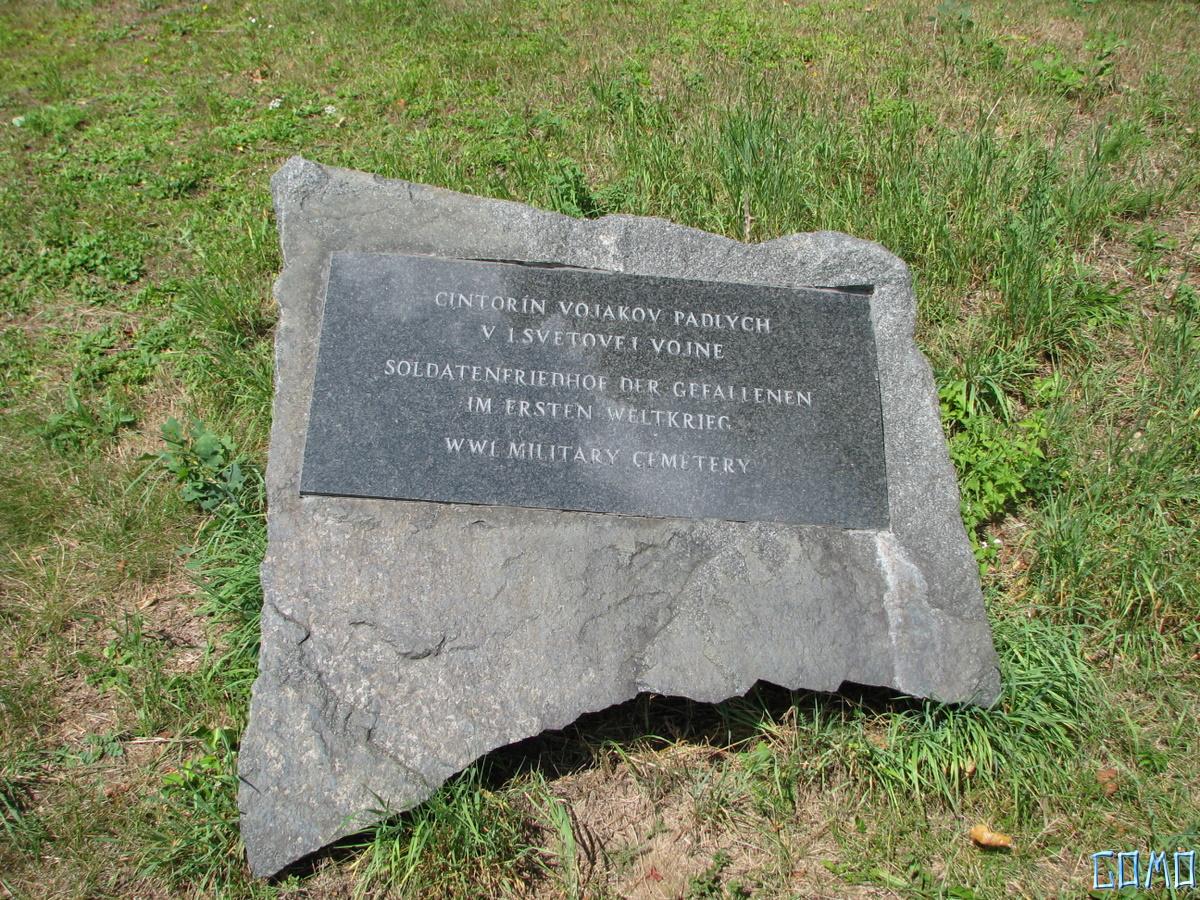 CINTORÍN VOJAKOV PADLÝCH
V I.SVETOVEJ VOJNE
SOLDATENFRIEDHOF DER GEFALLENEN
IM ERSTEN WELTKRIEG
WWI. MILITARY CEMETERY
GOMO